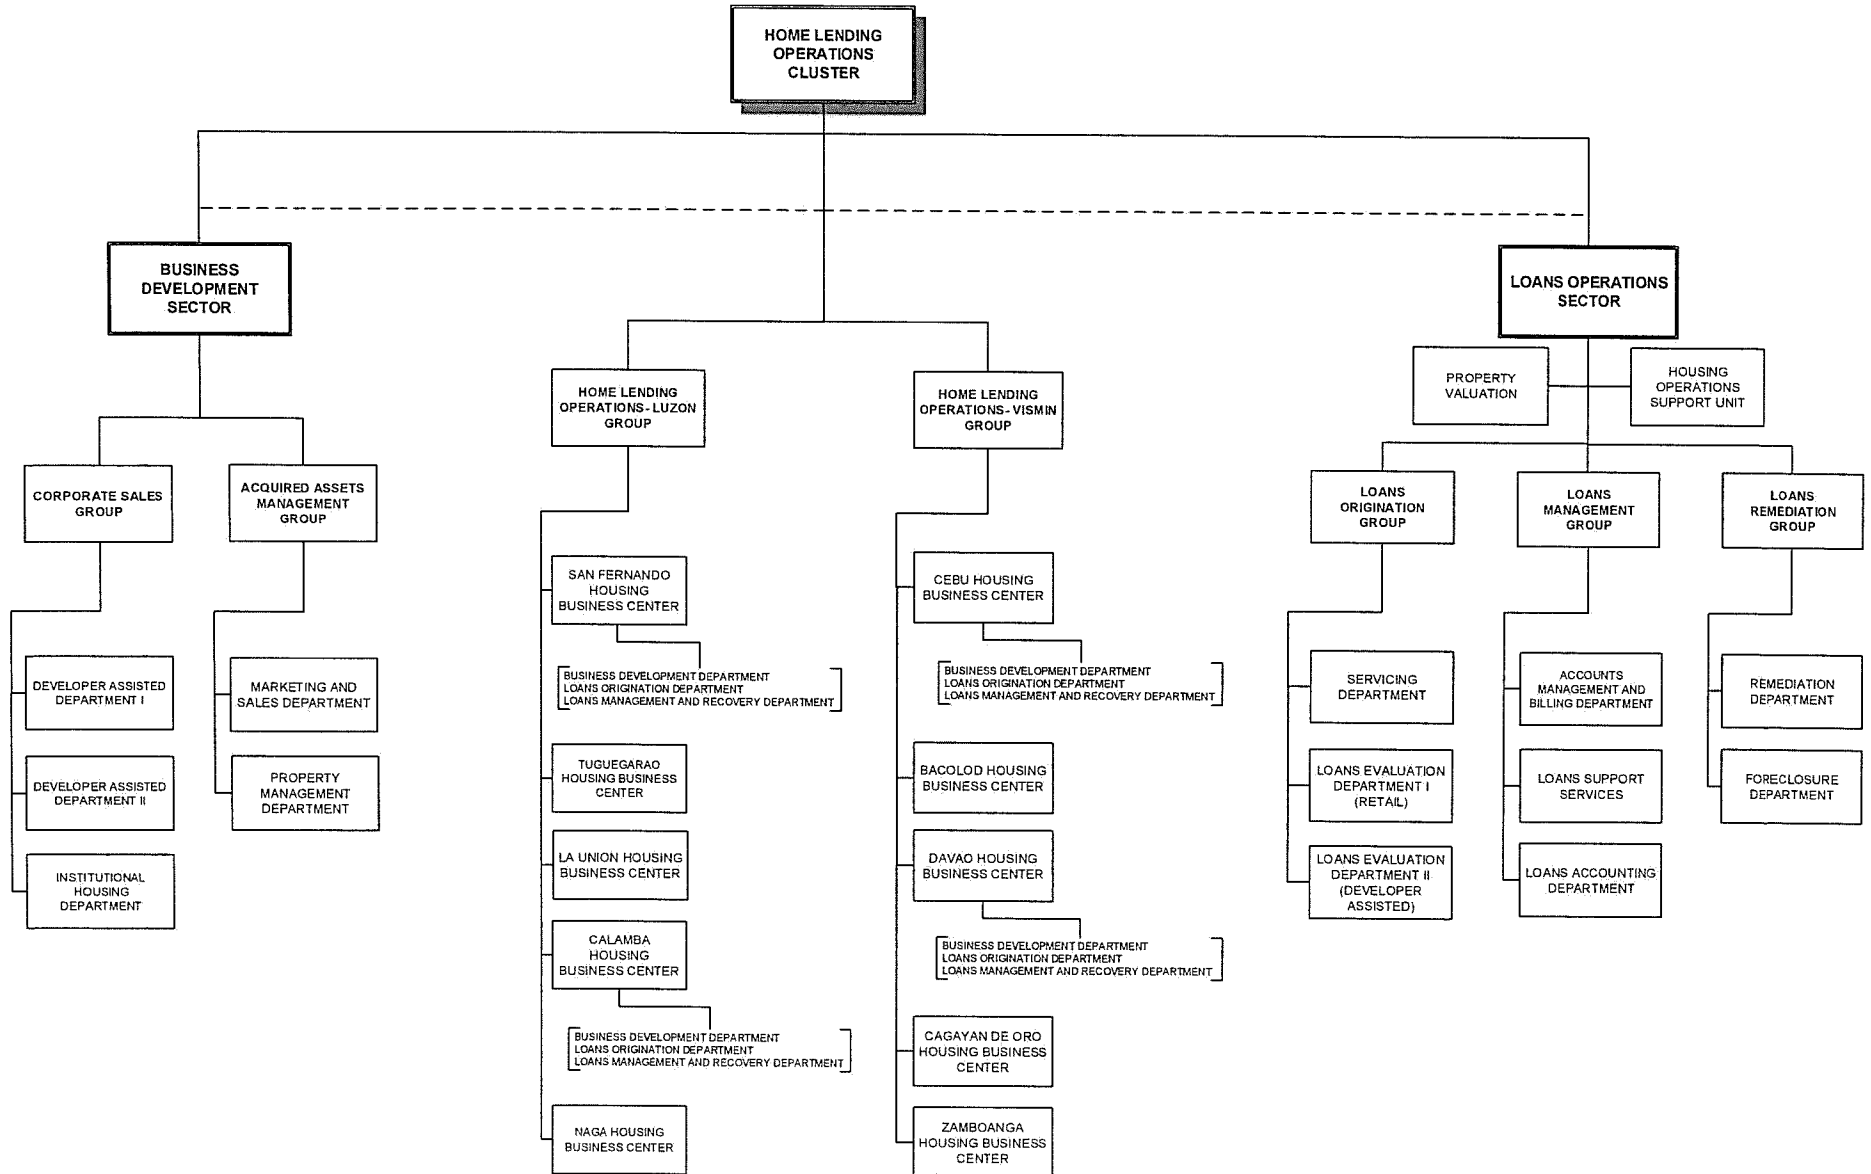 HOME LENDING
OPERATIONS
CLUSTER
BUSINESS
DEVELOPMENT
SECTOR
LOANS OPERATIONS
SECTOR
PROPERTY
VALUATION
HOUSING
OPERATIONS
SUPPORT UNIT
HOME LENDING
OPERATIONS- LUZON
GROUP
HOME LENDING
OPERATIONS- VISMIN
GROUP
CORPORATE SALES
GROUP
ACQUIRED ASSETS
MANAGEMENT
GROUP
LOANS
ORIGINATION
GROUP
LOANS
MANAGEMENT
GROUP
LOANS
REMEDIATION
GROUP
DEVELOPER ASSISTED
DEPARTMENT I
DEVELOPER ASSISTED
DEPARTMENT II
INSTITUTIONAL
HOUSING
DEPARTMENT
MARKETING AND
SALES DEPARTMENT
PROPERTY
MANAGEMENT
DEPARTMENT
SAN FERNANDO
HOUSING
BUSINESS CENTER
BUSINESS DEVELOPMENT DEPARTMENT
LOANS ORIGINATION DEPARTMENT
LOANS MANAGEMENT AND RECOVERY DEPARTMENT
TUGUEGARAO
HOUSING BUSINESS
CENTER
LA UNION HOUSING
BUSINESS CENTER
CALAMBA
HOUSING
BUSINESS CENTER
BUSINESS DEVELOPMENT DEPARTMENT
LOANS ORIGINATION DEPARTMENT
LOANS MANAGEMENT AND RECOVERY DEPARTMENT
NAGA HOUSING
BUSINESS CENTER
CEBU HOUSING
BUSINESS CENTER
BUSINESS DEVELOPMENT DEPARTMENT
LOANS ORIGINATION DEPARTMENT
LOANS MANAGEMENT AND RECOVERY DEPARTMENT
BACOLOD HOUSING
BUSINESS CENTER
DAVAO HOUSING
BUSINESS CENTER
BUSINESS DEVELOPMENT DEPARTMENT
LOANS ORIGINATION DEPARTMENT
LOANS MANAGEMENT AND RECOVERY DEPARTMENT
CAGAYAN DE ORO
HOUSING BUSINESS
CENTER
ZAMBOANGA
HOUSING BUSINESS
CENTER
SERVICING
DEPARTMENT
LOANS EVALUATION
DEPARTMENT I
(RETAIL)
LOANS EVALUATION
DEPARTMENT II
(DEVELOPER
ASSISTED)
ACCOUNTS
MANAGEMENT AND
BILLING DEPARTMENT
LOANS SUPPORT
SERVICES
LOANS ACCOUNTING
DEPARTMENT
REMEDIATION
DEPARTMENT
FORECLOSURE
DEPARTMENT